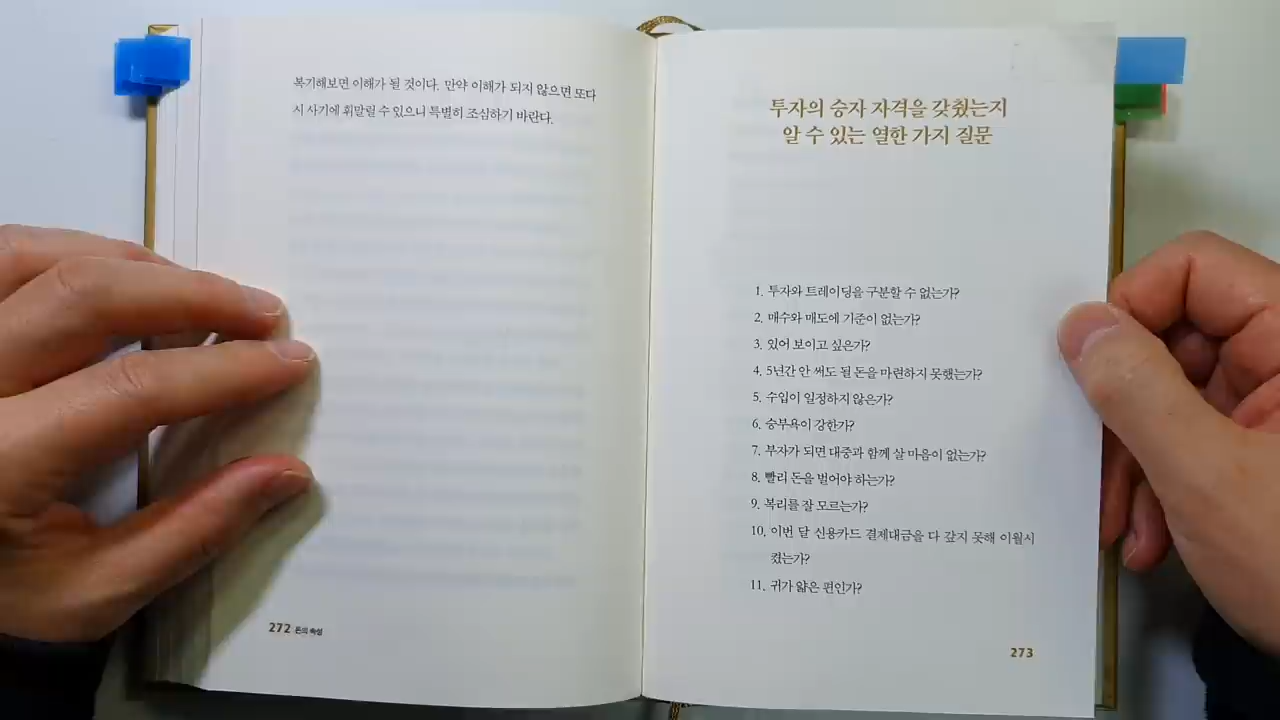 복기해보면 이해가 될 것이다. 만약 이해가 되지 않으면 또다
시 사기에 휘말릴 수 있으니 특별히 조심하기 바란다.
272 돈의 속성
투자의 승자 자격을 갖췄는지
알 수 있는 열한 가지 질문
1. 투자와 트레이딩을 구분할 수 없는가?
2. 매수와 매도에 기준이 없는가?
3. 있어 보이고 싶은가?
4. 5년간 안 써도 될 돈을 마련하지 못했는가?
5. 수입이 일정하지 않은가?
6. 승부욕이 강한가?
7. 부자가 되면 대중과 함께 살 마음이 없는가?
8. 빨리 돈을 벌어야 하는가?
9. 복리를 잘 모르는가?
10. 이번 달 신용카드 결제대금을 다 갚지 못해 이월시
켰는가?
11. 귀가 얇은 편인가?
273